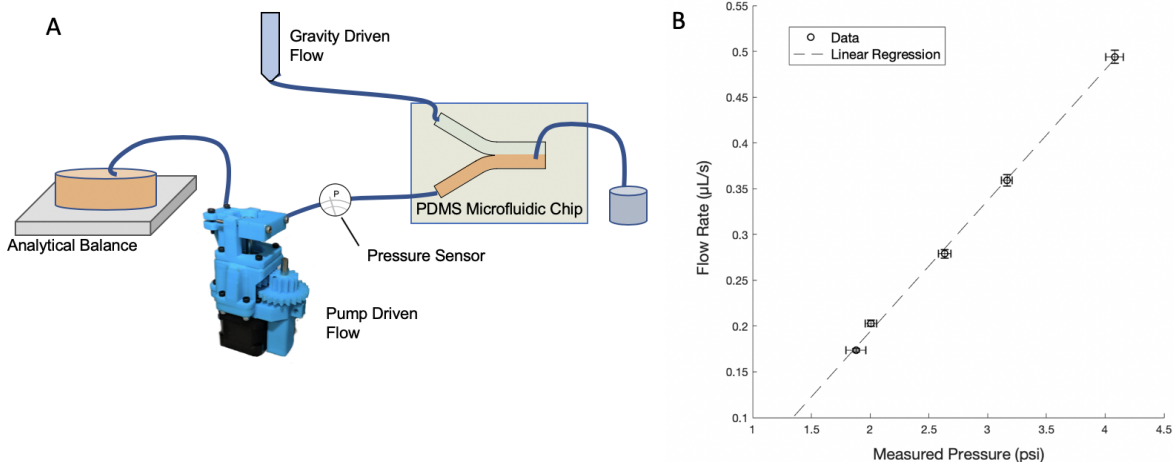 A
Gravity Driven
Flow
Analytical Balance
P
PDMS Microfluidic Chip
Pressure Sensor
Pump Driven
Flow
B
Data
Linear Regression
Flow Rate (µL/s)
0.5
0.45
0.4
0.35
0.3
0.25
0.2
0.15
0.1
1
1.5
2
2.5
3
3.5
4
4.5
Measured Pressure (psi)